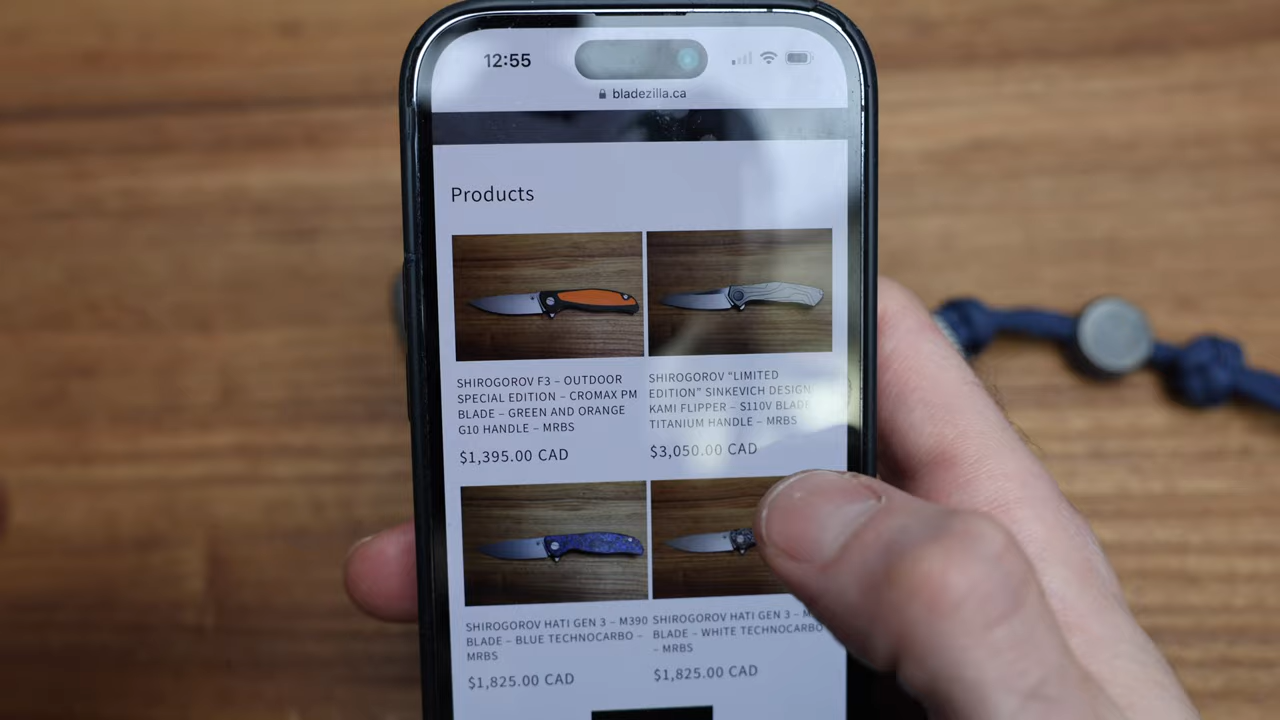 12:55
bladezilla.ca
Products
SHIROGOROV F3 – OUTDOOR
SPECIAL EDITION – CROMAX PM
BLADE – GREEN AND ORANGE
G10 HANDLE – MRBS
$1,395.00 CAD
SHIROGOROV "LIMITED
EDITION" SINKEVICH DESIGN
KAMI FLIPPER – S110V BLADE
TITANIUM HANDLE – MRBS
$3,050.00 CAD
SHIROGOROV HATI GEN 3 – M390
BLADE – BLUE TECHNOCARBO –
MRBS
$1,825.00 CAD
SHIROGOROV HATI GEN 3 –
BLADE – WHITE TECHNOCARBO
– MRBS
$1,825.00 CAD